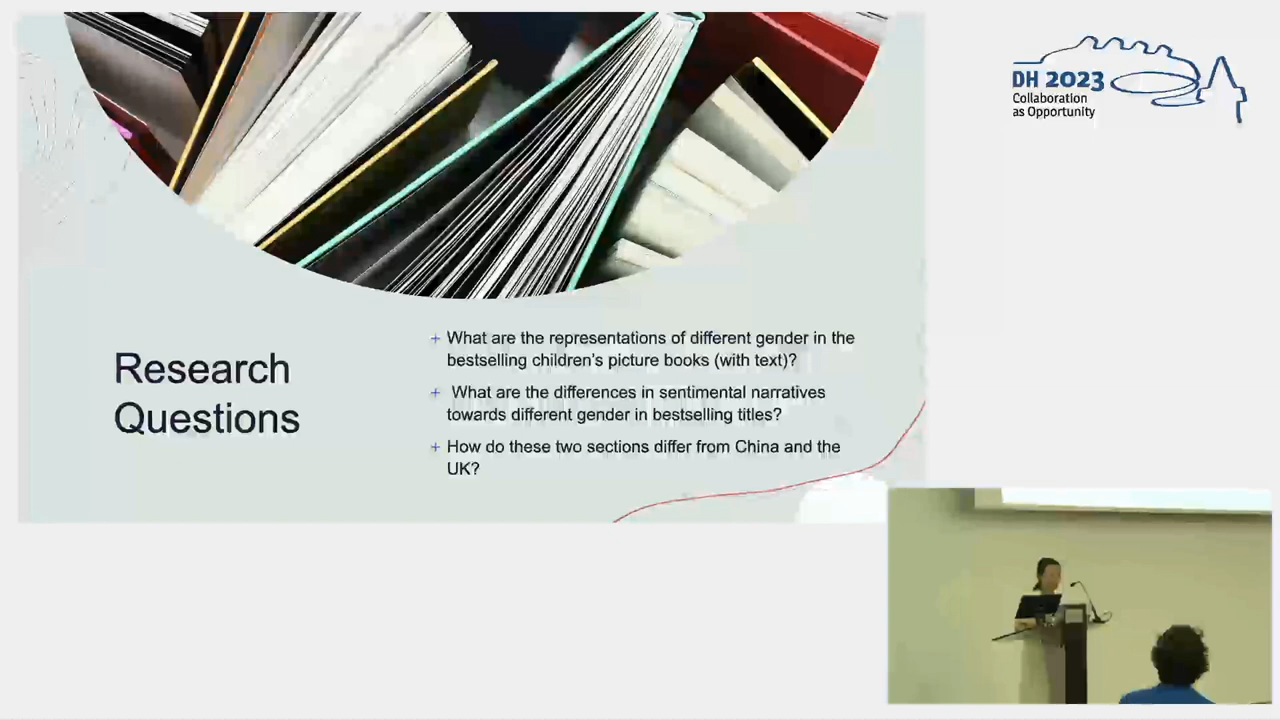 DH 2023
Collaboration
as Opportunity
Research
Questions
+ What are the representations of different gender in the
bestselling children's picture books (with text)?
+ What are the differences in sentimental narratives
towards different gender in bestselling titles?
+ How do these two sections differ from China and the
UK?